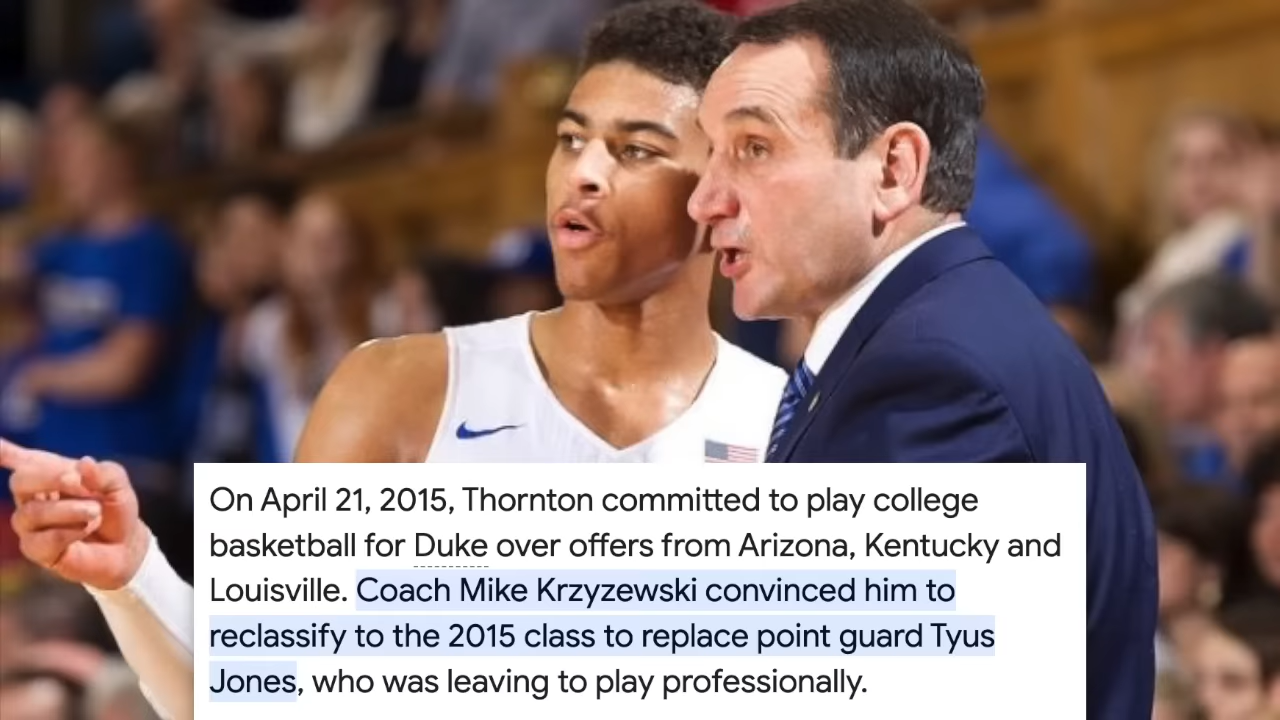 On April 21, 2015, Thornton committed to play college
basketball for Duke over offers from Arizona, Kentucky and
Louisville. Coach Mike Krzyzewski convinced him to
reclassify to the 2015 class to replace point guard Tyus
Jones, who was leaving to play professionally.